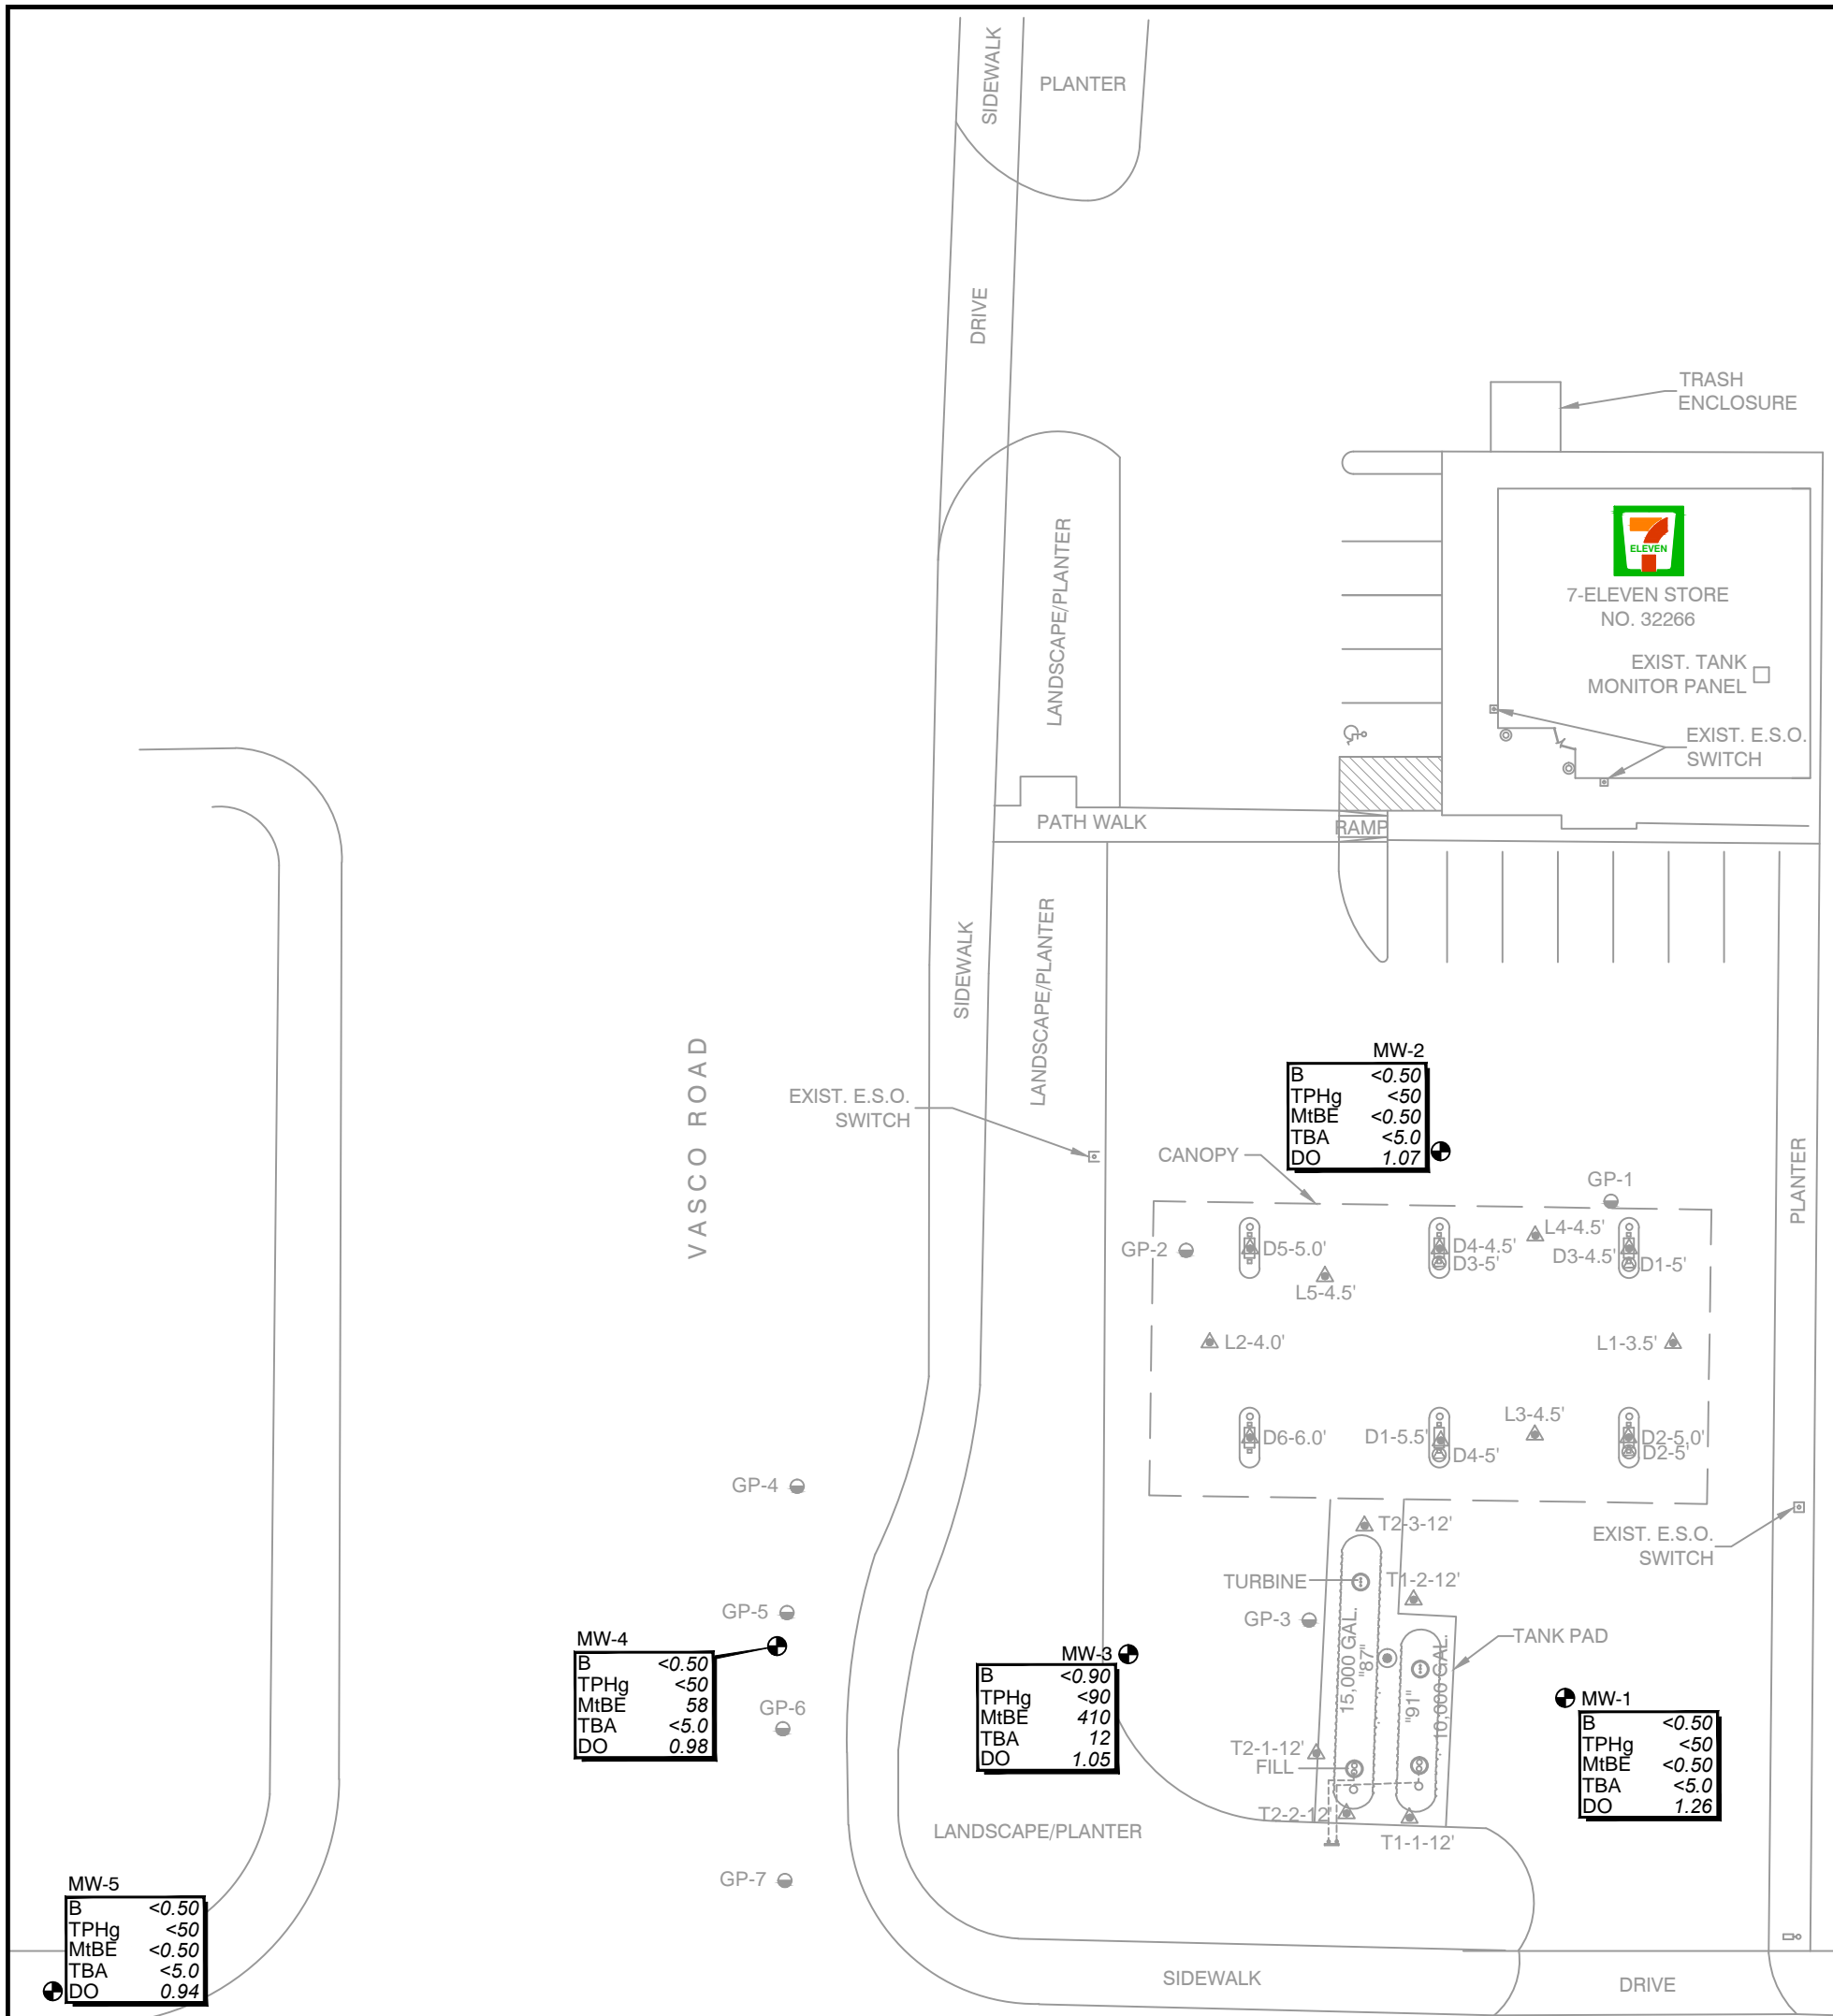 SIDEWALK
PLANTER
DRIVE
TRASH
ENCLOSURE
7
ELEVEN
7-ELEVEN STORE
NO. 32266
EXIST. TANK
MONITOR PANEL
EXIST. E.S.O.
SWITCH
LANDSCAPE/PLANTER
PATH WALK
RAMP
SIDEWALK
LANDSCAPE/PLANTER
VASCO ROAD
EXIST. E.S.O.
SWITCH
MW-2
B <0.50
TPHg <50
MtBE <0.50
TBA <5.0
DO 1.07
CANOPY
PLANTER
GP-1
GP-2
D5-5.0'
L5-4.5'
D4-4.5'
D3-5'
L4-4.5'
D3-4.5'
D1-5'
L2-4.0'
L1-3.5'
D6-6.0'
D1-5.5'
D4-5'
L3-4.5'
D2-5.0'
D2-5'
GP-4
EXIST. E.S.O.
SWITCH
T2-3-12'
TURBINE
T1-2-12'
GP-3
GP-5
15,000 GAL.
"87"
"91"
10,000 GAL.
TANK PAD
MW-4
B <0.50
TPHg <50
MtBE 58
TBA <5.0
DO 0.98
GP-6
MW-3
B <0.90
TPHg <90
MtBE 410
TBA 12
DO 1.05
MW-1
B <0.50
TPHg <50
MtBE <0.50
TBA <5.0
DO 1.26
T2-1-12'
FILL
T2-2-12'
T1-1-12'
LANDSCAPE/PLANTER
GP-7
MW-5
B <0.50
TPHg <50
MtBE <0.50
TBA <5.0
DO 0.94
SIDEWALK
DRIVE